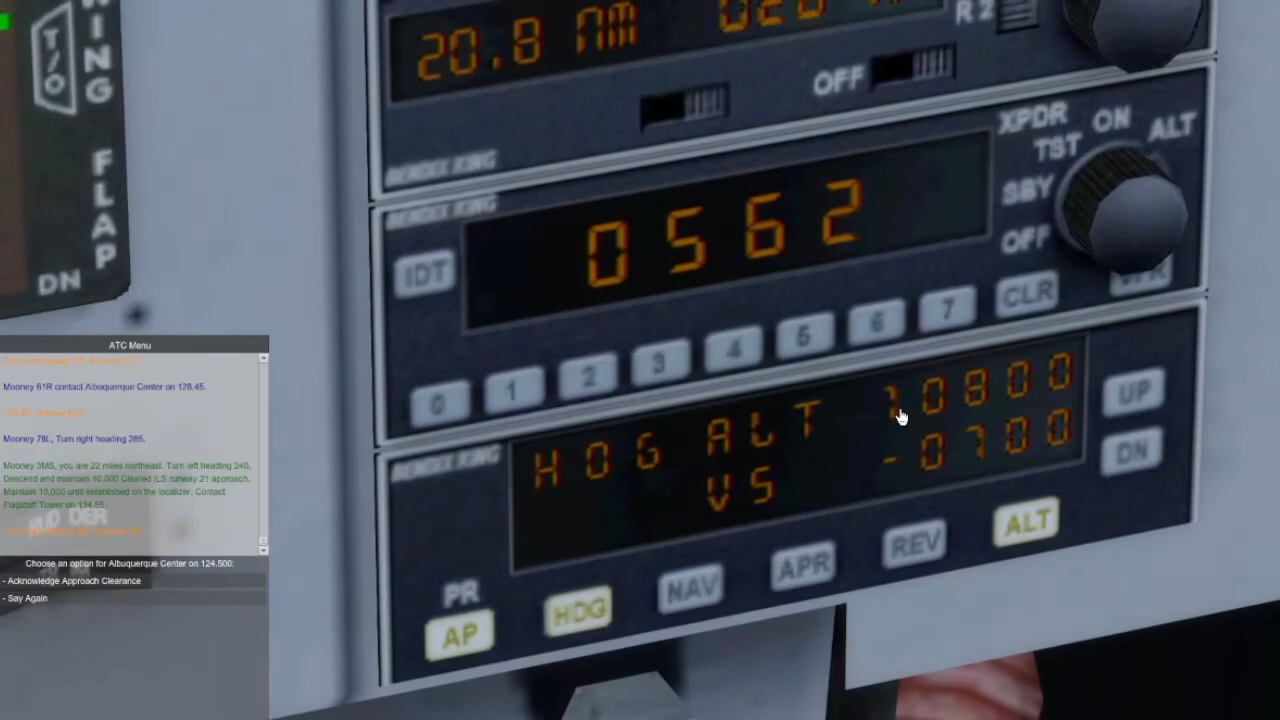 20.8 NM
R 2
OFF
WING FLAP
T/O
DN
BENDIX KING
XPDR
ON
ALT
TST
SBY
OFF
BENDIX KING
IDT
0562
0 1 2 3 4 5 6 7 CLR VFR
BENDIX KING
HDG ALT 10800
VS -0700
UP
DN
PR
AP HDG NAV APR REV ALT
ATC Menu
Mooney 61R contact Albuquerque Center on 128.45.
Mooney 78L, Turn right heading 285.
Mooney 3MS, you are 22 miles northeast. Turn left heading 240,
Descend and maintain 10,000 Cleared ILS runway 21 approach.
Maintain 10,000 until established on the localizer. Contact
Flagstaff Tower on 134.55.
Choose an option for Albuquerque Center on 124.500:
- Acknowledge Approach Clearance
- Say Again